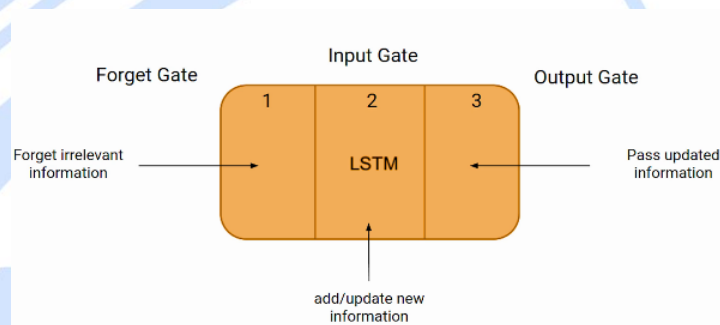 Input Gate
Forget Gate
Output Gate
1
2
3
LSTM
Forget irrelevant
information
Pass updated
information
add/update new
information